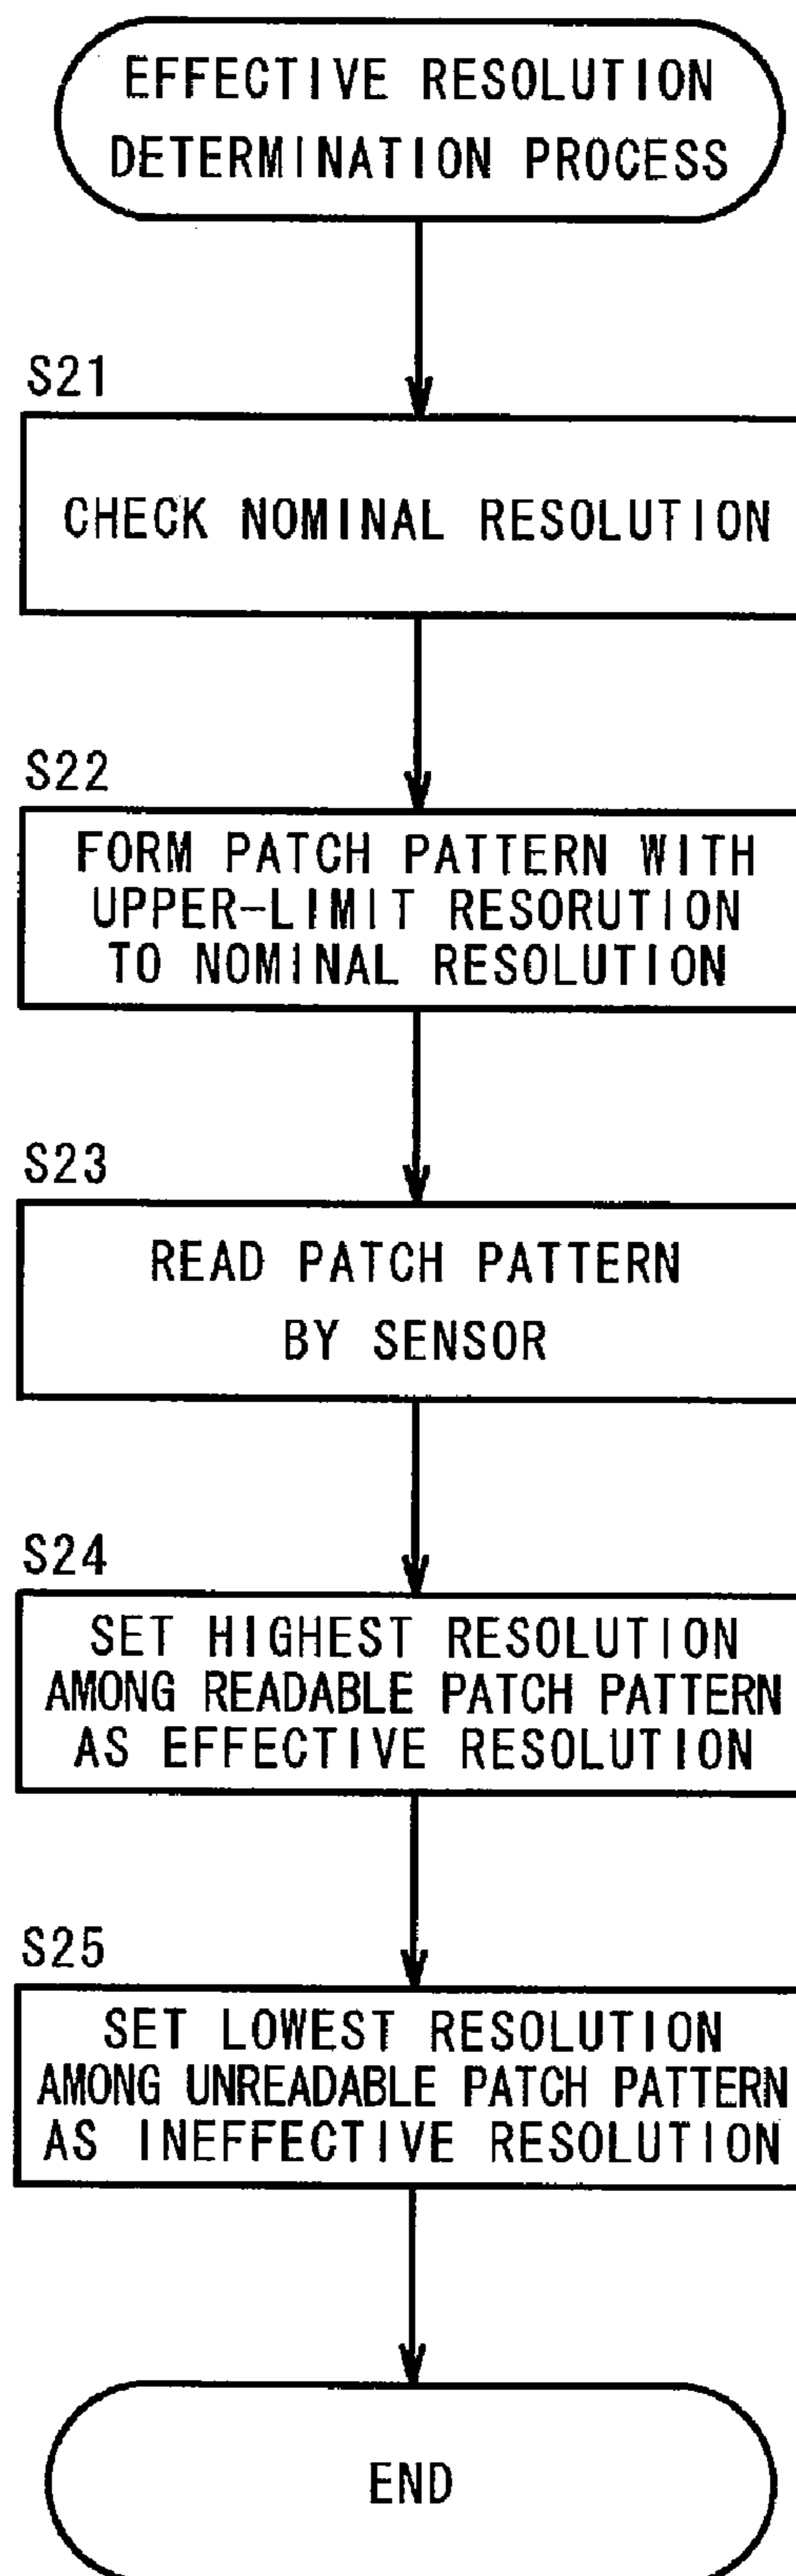 EFFECTIVE RESOLUTION
DETERMINATION PROCESS
S21
CHECK NOMINAL RESOLUTION
S22
FORM PATCH PATTERN WITH
UPPER-LIMIT RESORUTION
TO NOMINAL RESOLUTION
S23
READ PATCH PATTERN
BY SENSOR
S24
SET HIGHEST RESOLUTION
AMONG READABLE PATCH PATTERN
AS EFFECTIVE RESOLUTION
S25
SET LOWEST RESOLUTION
AMONG UNREADABLE PATCH PATTERN
AS INEFFECTIVE RESOLUTION
END